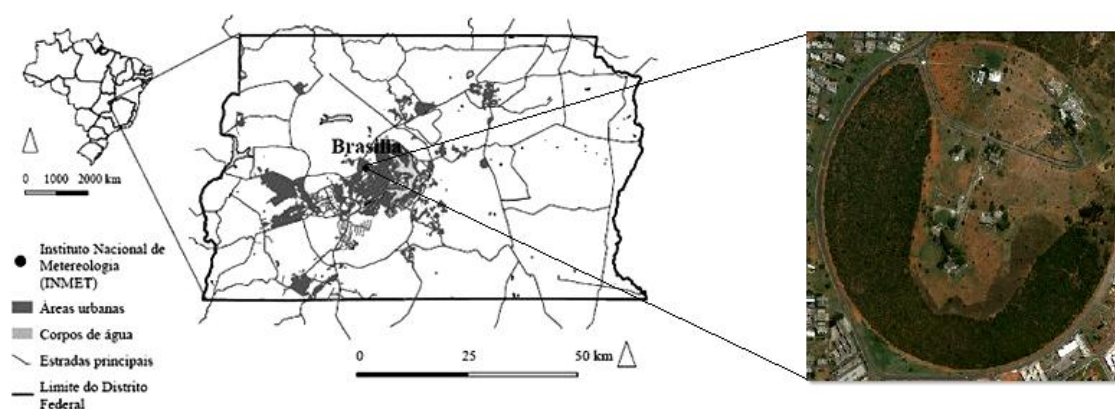 Brasília
0 1000 2000 km
Instituto Nacional de
Metereologia
(INMET)
Áreas urbanas
Corpos de água
Estradas principais
Limite do Distrito
Federal
0 25 50 km